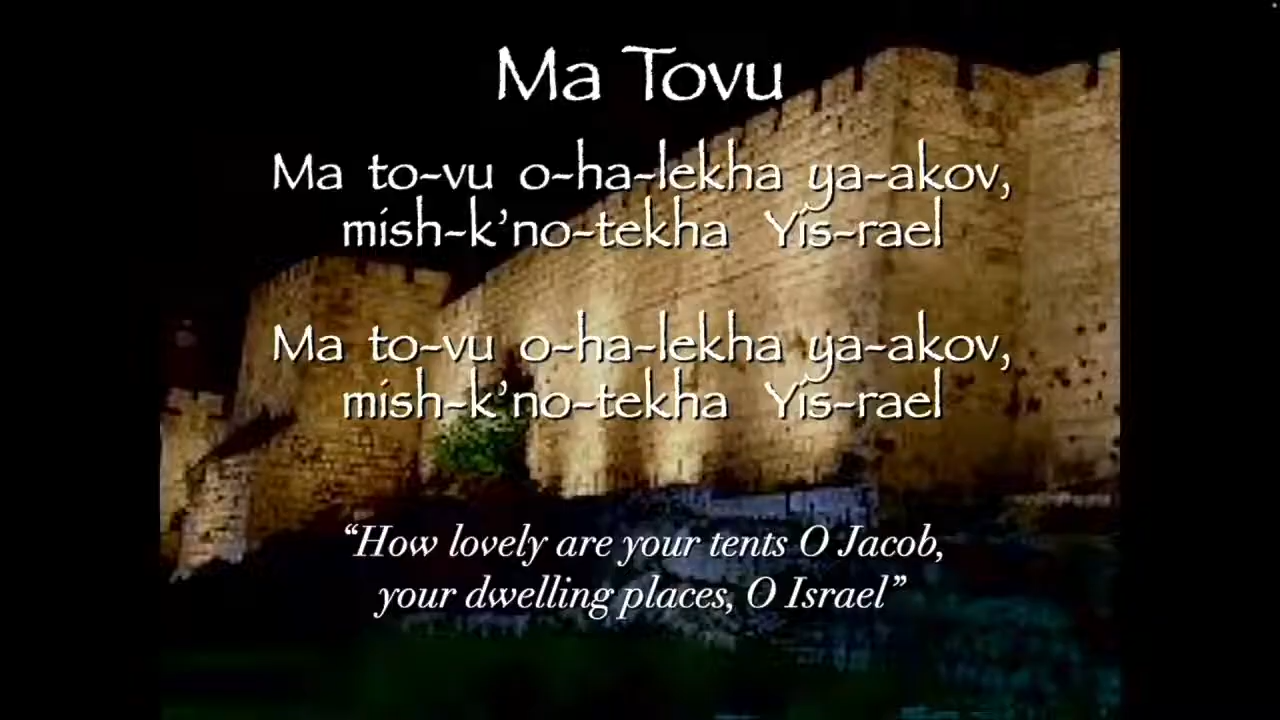 Ma Tovu
Ma to-vu o-ha-lekha ya-akov,
mish-k’no-tekha Yis-rael
Ma to-vu o-ha-lekha ya-akov,
mish-k’no-tekha Yis-rael
“How lovely are your tents O Jacob,
your dwelling places, O Israel”